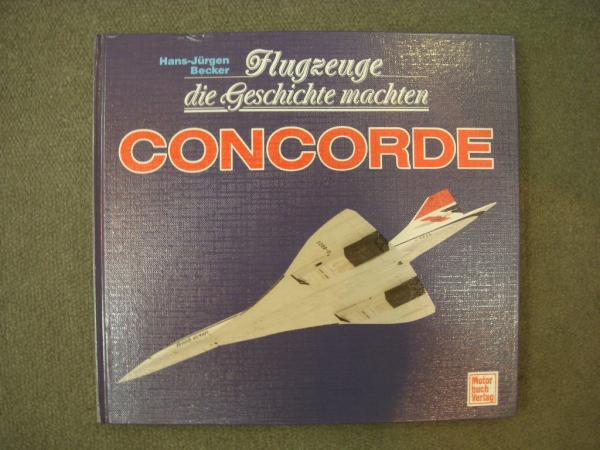 Hans-Jürgen
Becker
Flugzeuge
die Geschichte machten
CONCORDE
Motor
buch
Verlag